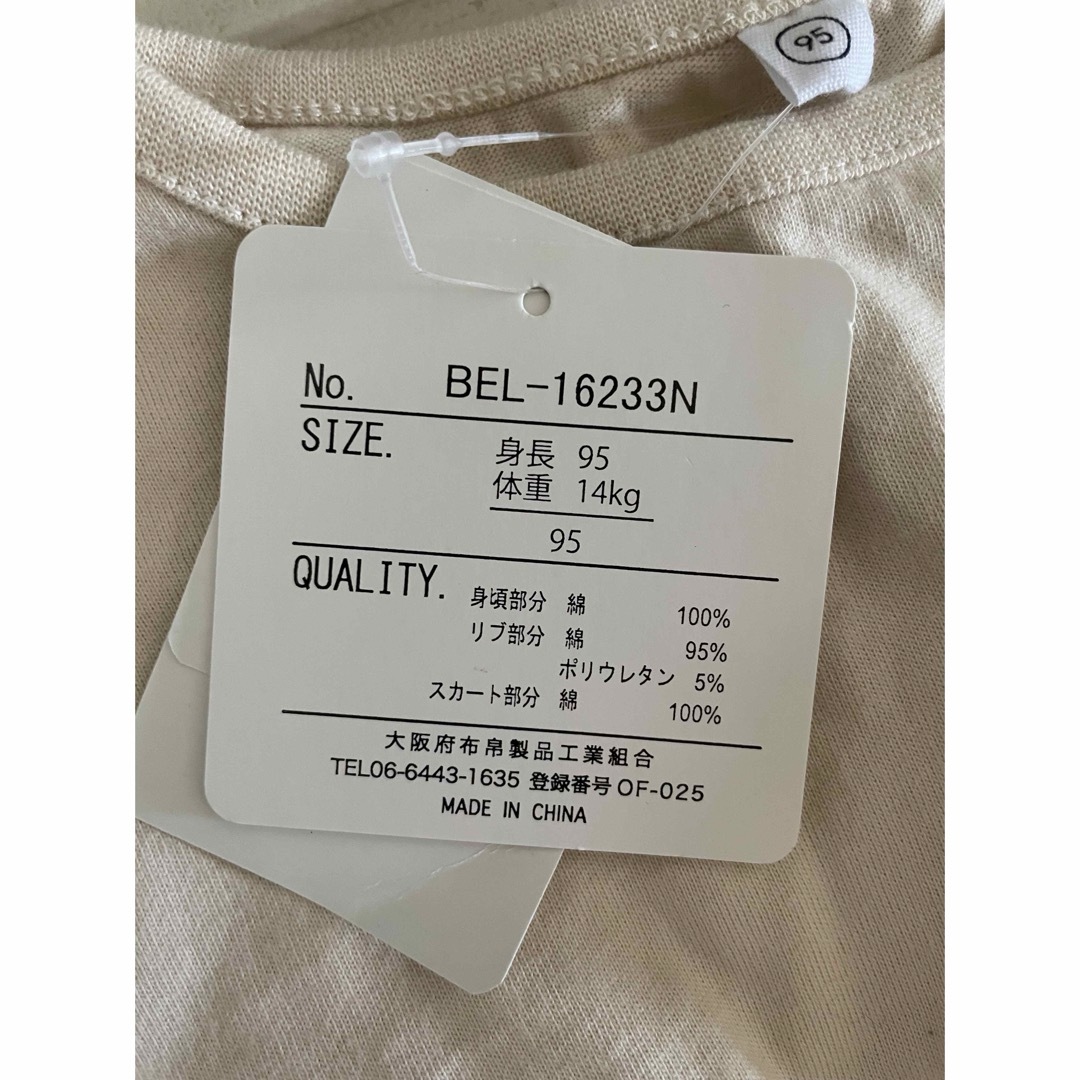 95
No. BEL-16233N
SIZE. 身長 95
体重 14kg
95
QUALITY. 身頃部分 綿 100%
リブ部分 綿 95%
ポリウレタン 5%
スカート部分 綿 100%
大阪府布帛製品工業組合
TEL06-6443-1635 登録番号OF-025
MADE IN CHINA